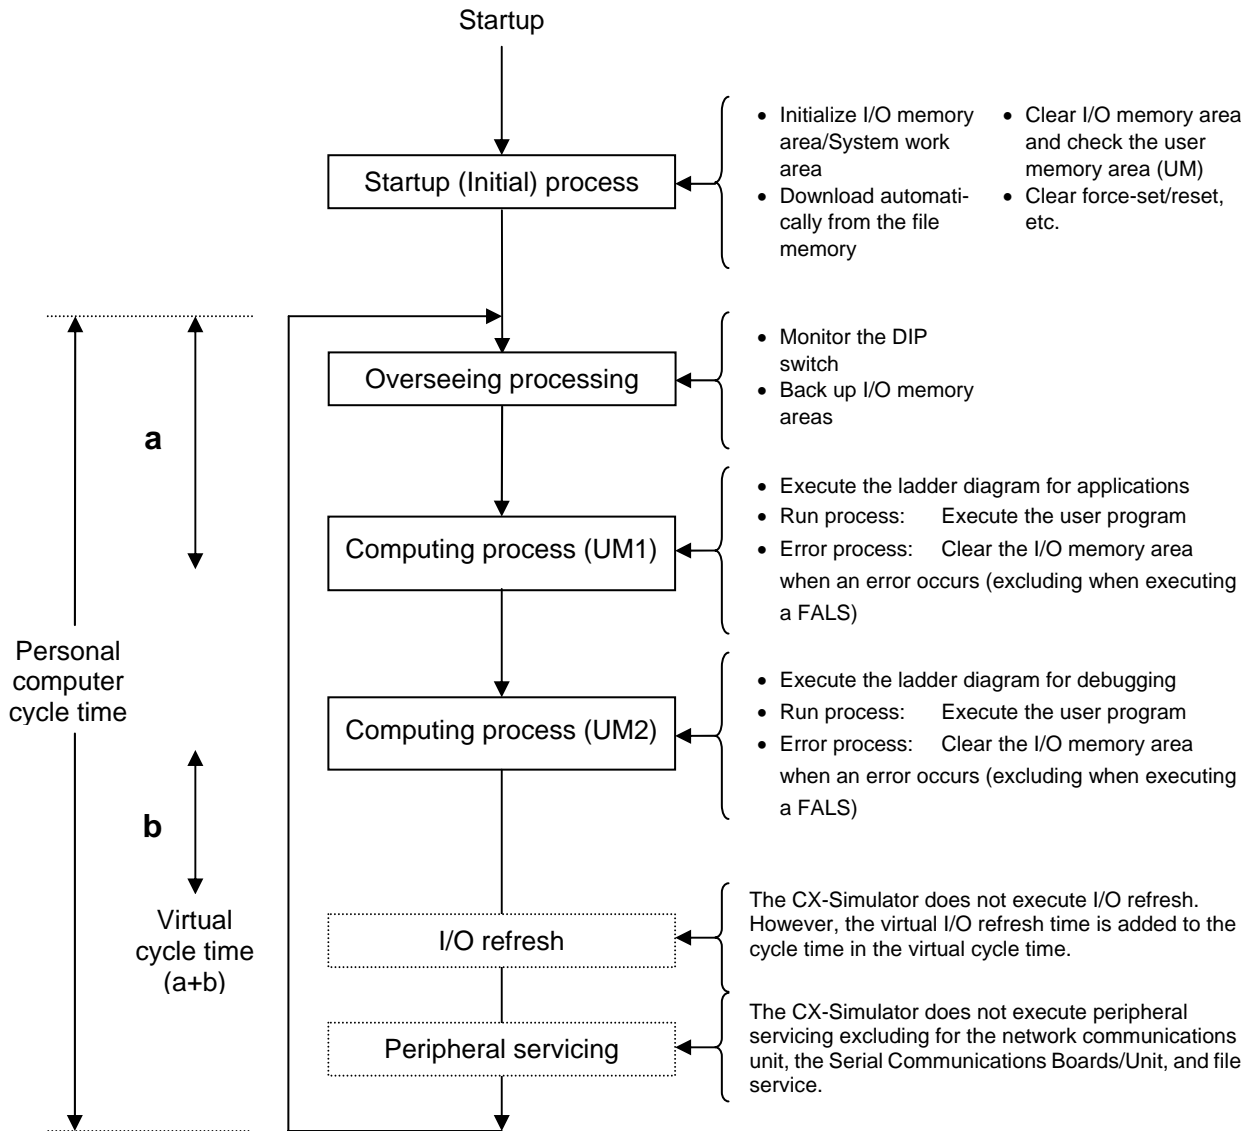 Startup
Startup (Initial) process
• Initialize I/O memory
area/System work
area
• Download automati-
cally from the file
memory
• Clear I/O memory area
and check the user
memory area (UM)
• Clear force-set/reset,
etc.
Overseeing processing
• Monitor the DIP
switch
• Back up I/O memory
areas
a
Computing process (UM1)
• Execute the ladder diagram for applications
• Run process: Execute the user program
• Error process: Clear the I/O memory area
when an error occurs (excluding when executing
a FALS)
Personal
computer
cycle time
Computing process (UM2)
• Execute the ladder diagram for debugging
• Run process: Execute the user program
• Error process: Clear the I/O memory area
when an error occurs (excluding when executing
a FALS)
b
Virtual
cycle time
(a+b)
I/O refresh
The CX-Simulator does not execute I/O refresh.
However, the virtual I/O refresh time is added to the
cycle time in the virtual cycle time.
Peripheral servicing
The CX-Simulator does not execute peripheral
servicing excluding for the network communications
unit, the Serial Communications Boards/Unit, and file
service.